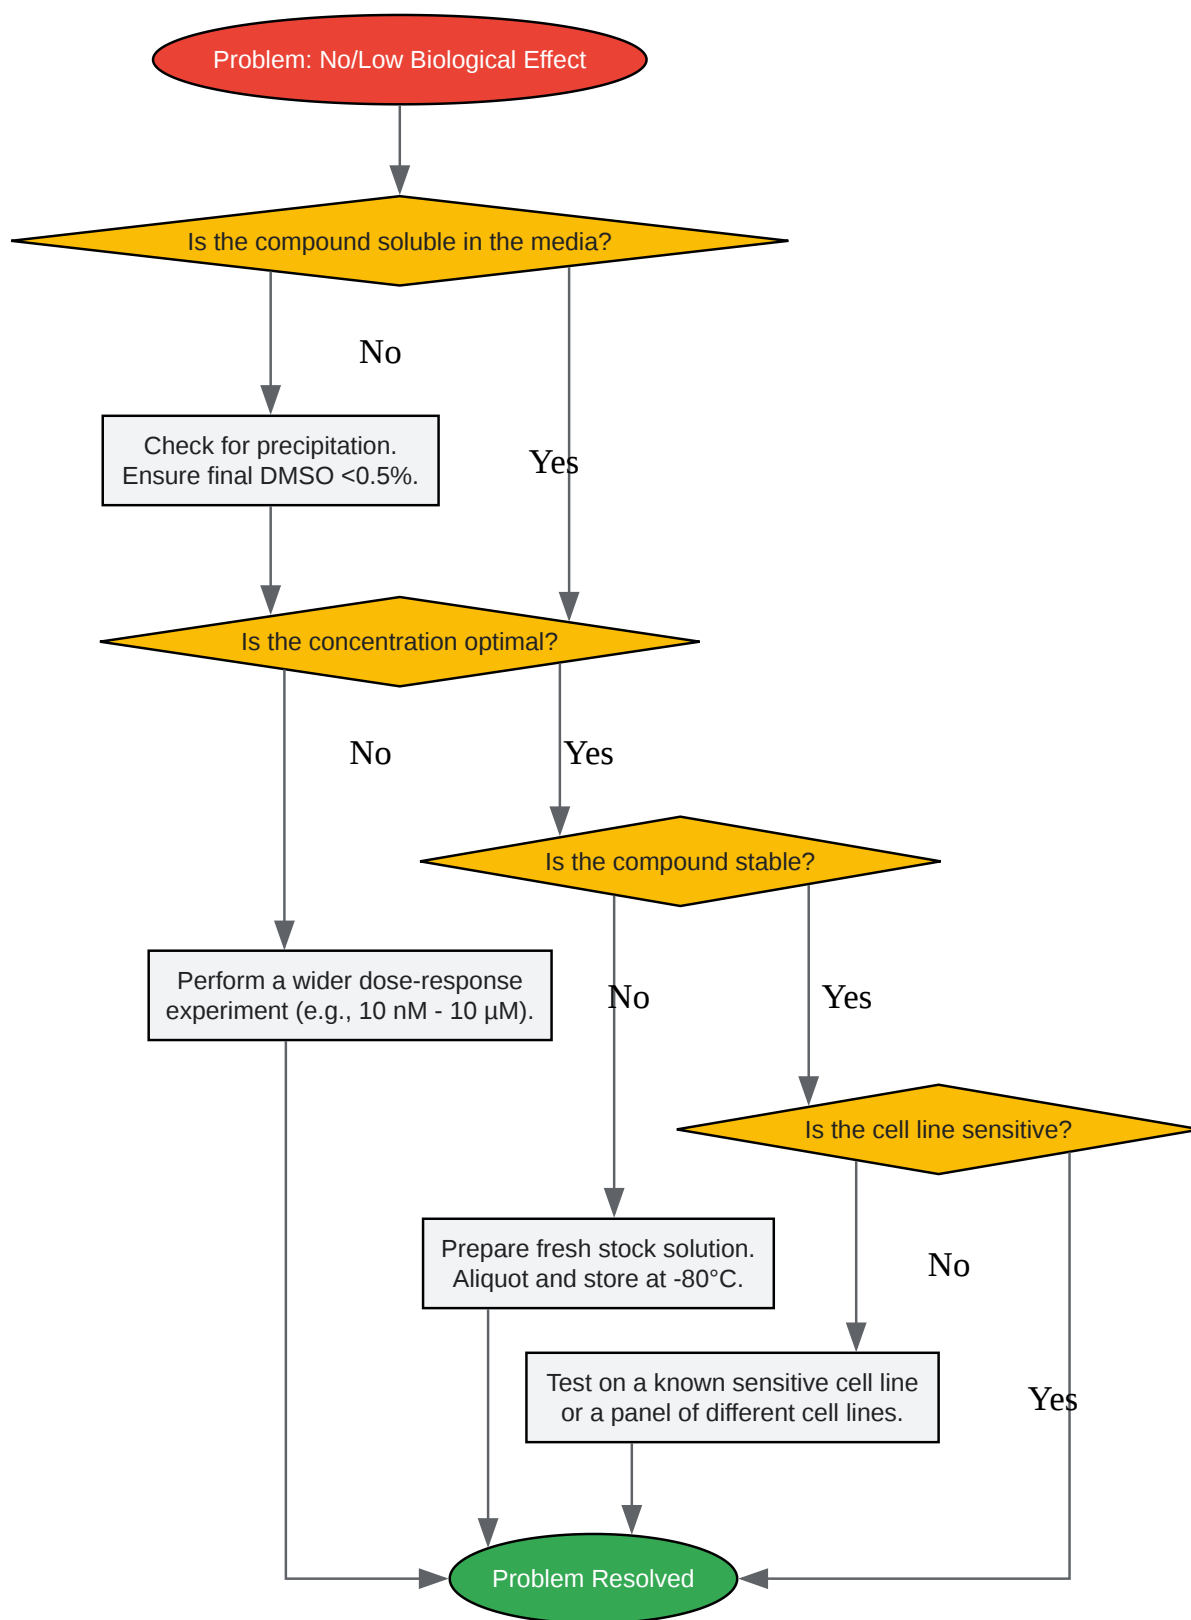 Problem: No/Low Biological Effect
Is the compound soluble in the media?
No
Check for precipitation.
Ensure final DMSO <0.5%.
Yes
Is the concentration optimal?
No
Yes
Is the compound stable?
Perform a wider dose-response
experiment (e.g., 10 nM - 10 µM).
No
Yes
Is the cell line sensitive?
Prepare fresh stock solution.
Aliquot and store at -80°C.
No
Test on a known sensitive cell line
or a panel of different cell lines.
Yes
Problem Resolved